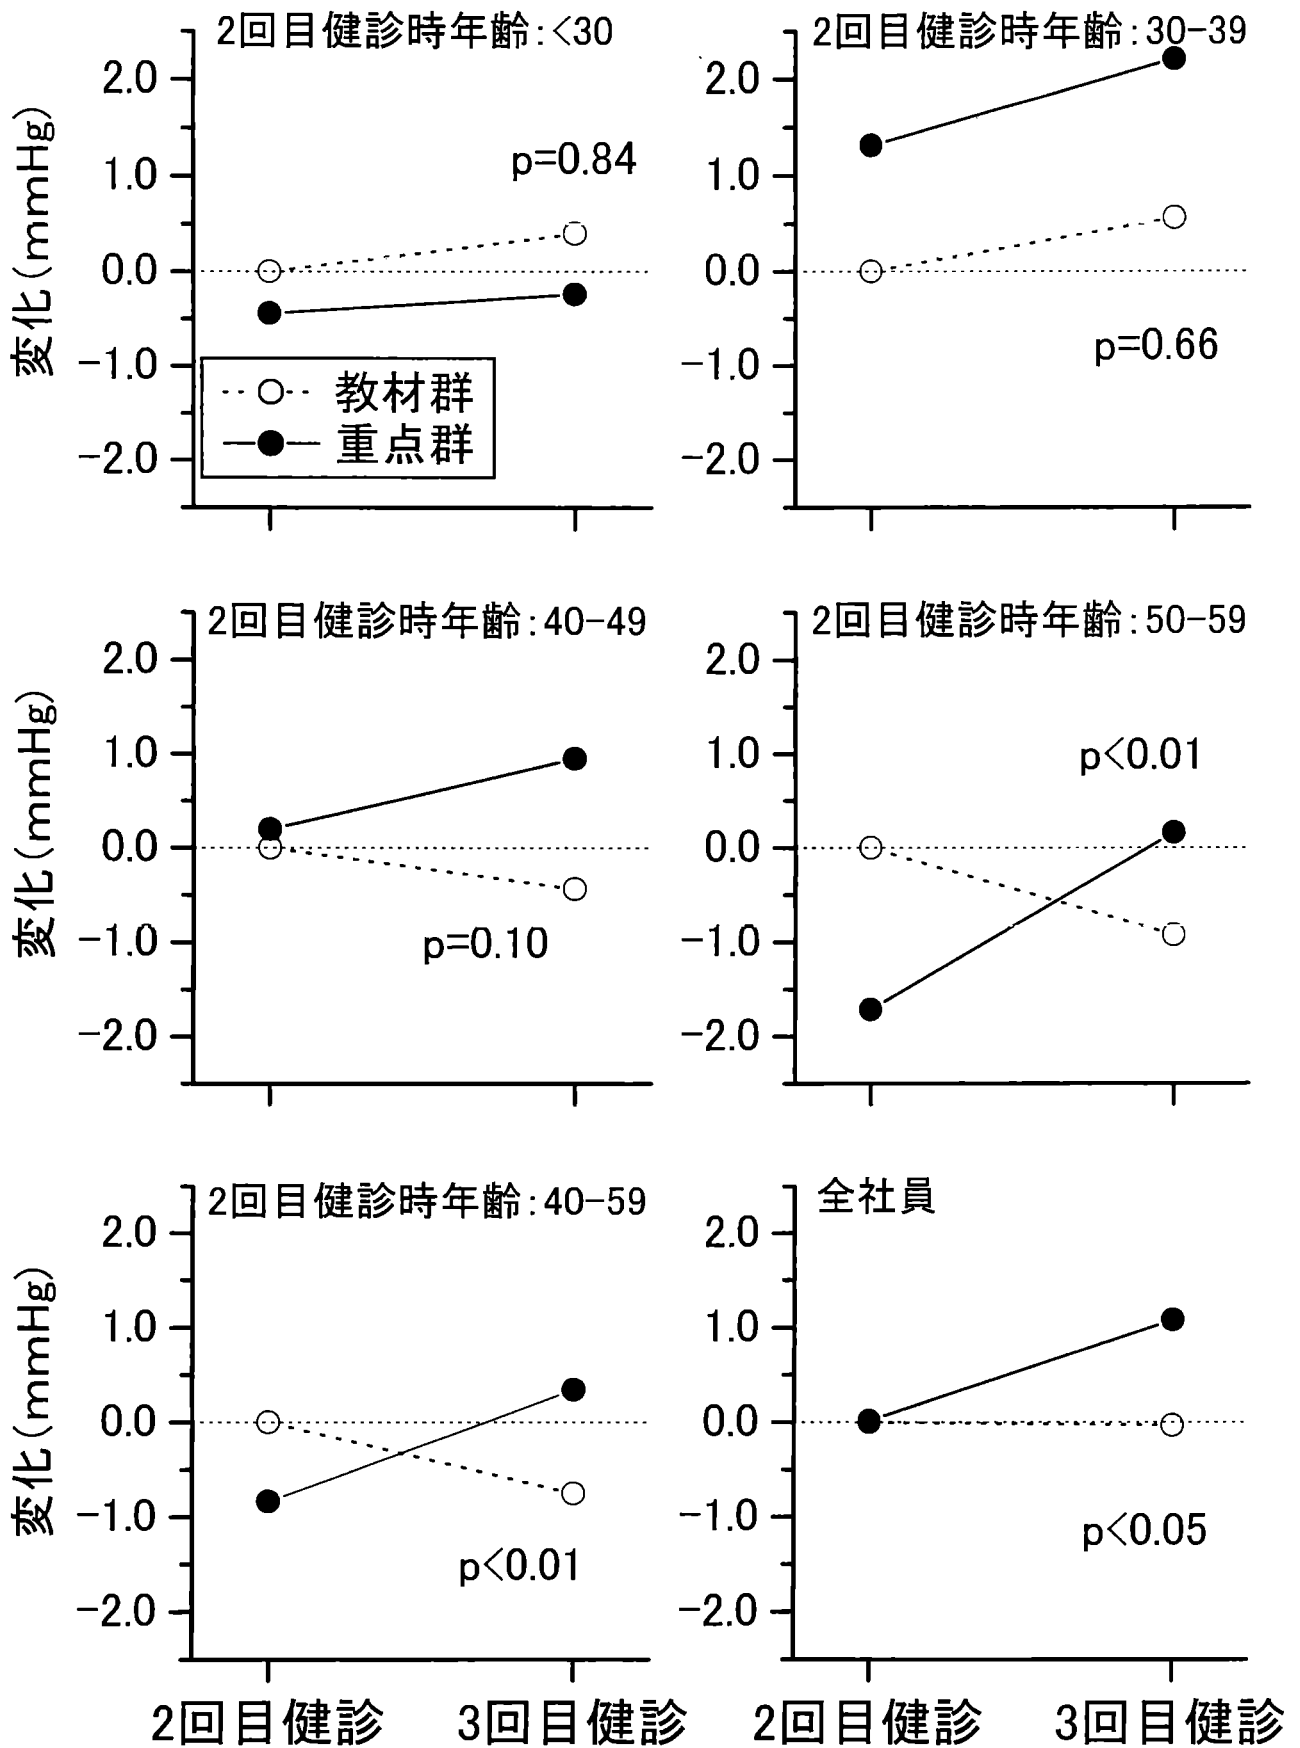 2回目健診時年齢:<30
変化(mmHg)
2.0
1.0
0.0
-1.0
-2.0
p=0.84
教材群
重点群
2回目健診時年齢:30-39
2.0
1.0
0.0
-1.0
-2.0
p=0.66
2回目健診時年齢:40-49
変化(mmHg)
2.0
1.0
0.0
-1.0
-2.0
p=0.10
2回目健診時年齢:50-59
2.0
1.0
0.0
-1.0
-2.0
p<0.01
2回目健診時年齢:40-59
変化(mmHg)
2.0
1.0
0.0
-1.0
-2.0
p<0.01
2回目健診 3回目健診
全社員
2.0
1.0
0.0
-1.0
-2.0
p<0.05
2回目健診 3回目健診